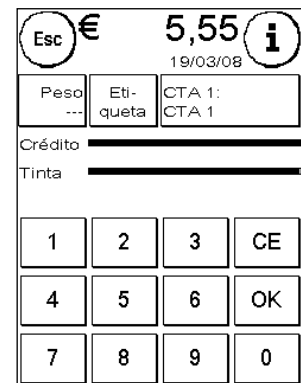 Esc € 5,55 i
19/03/08
Peso
---
Eti-
queta
CTA 1:
CTA 1
Crédito
Tinta
1 2 3 CE
4 5 6 OK
7 8 9 0